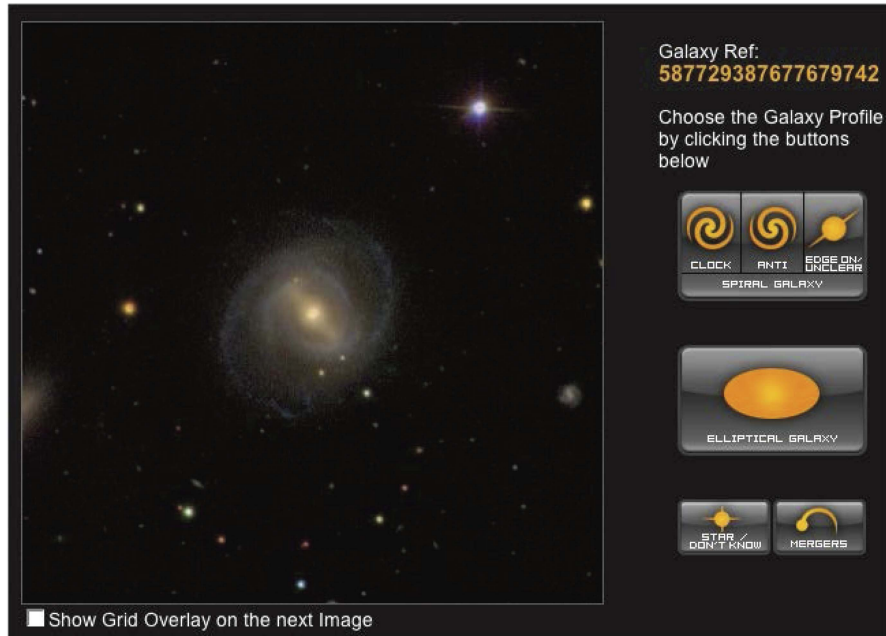 Galaxy Ref:
587729387677679742
Choose the Galaxy Profile
by clicking the buttons
below
CLOCK
ANTI
EDGE ON/
UNCLEAR
SPIRAL GALAXY
ELLIPTICAL GALAXY
STAR /
DON'T KNOW
MERGERS
Show Grid Overlay on the next Image